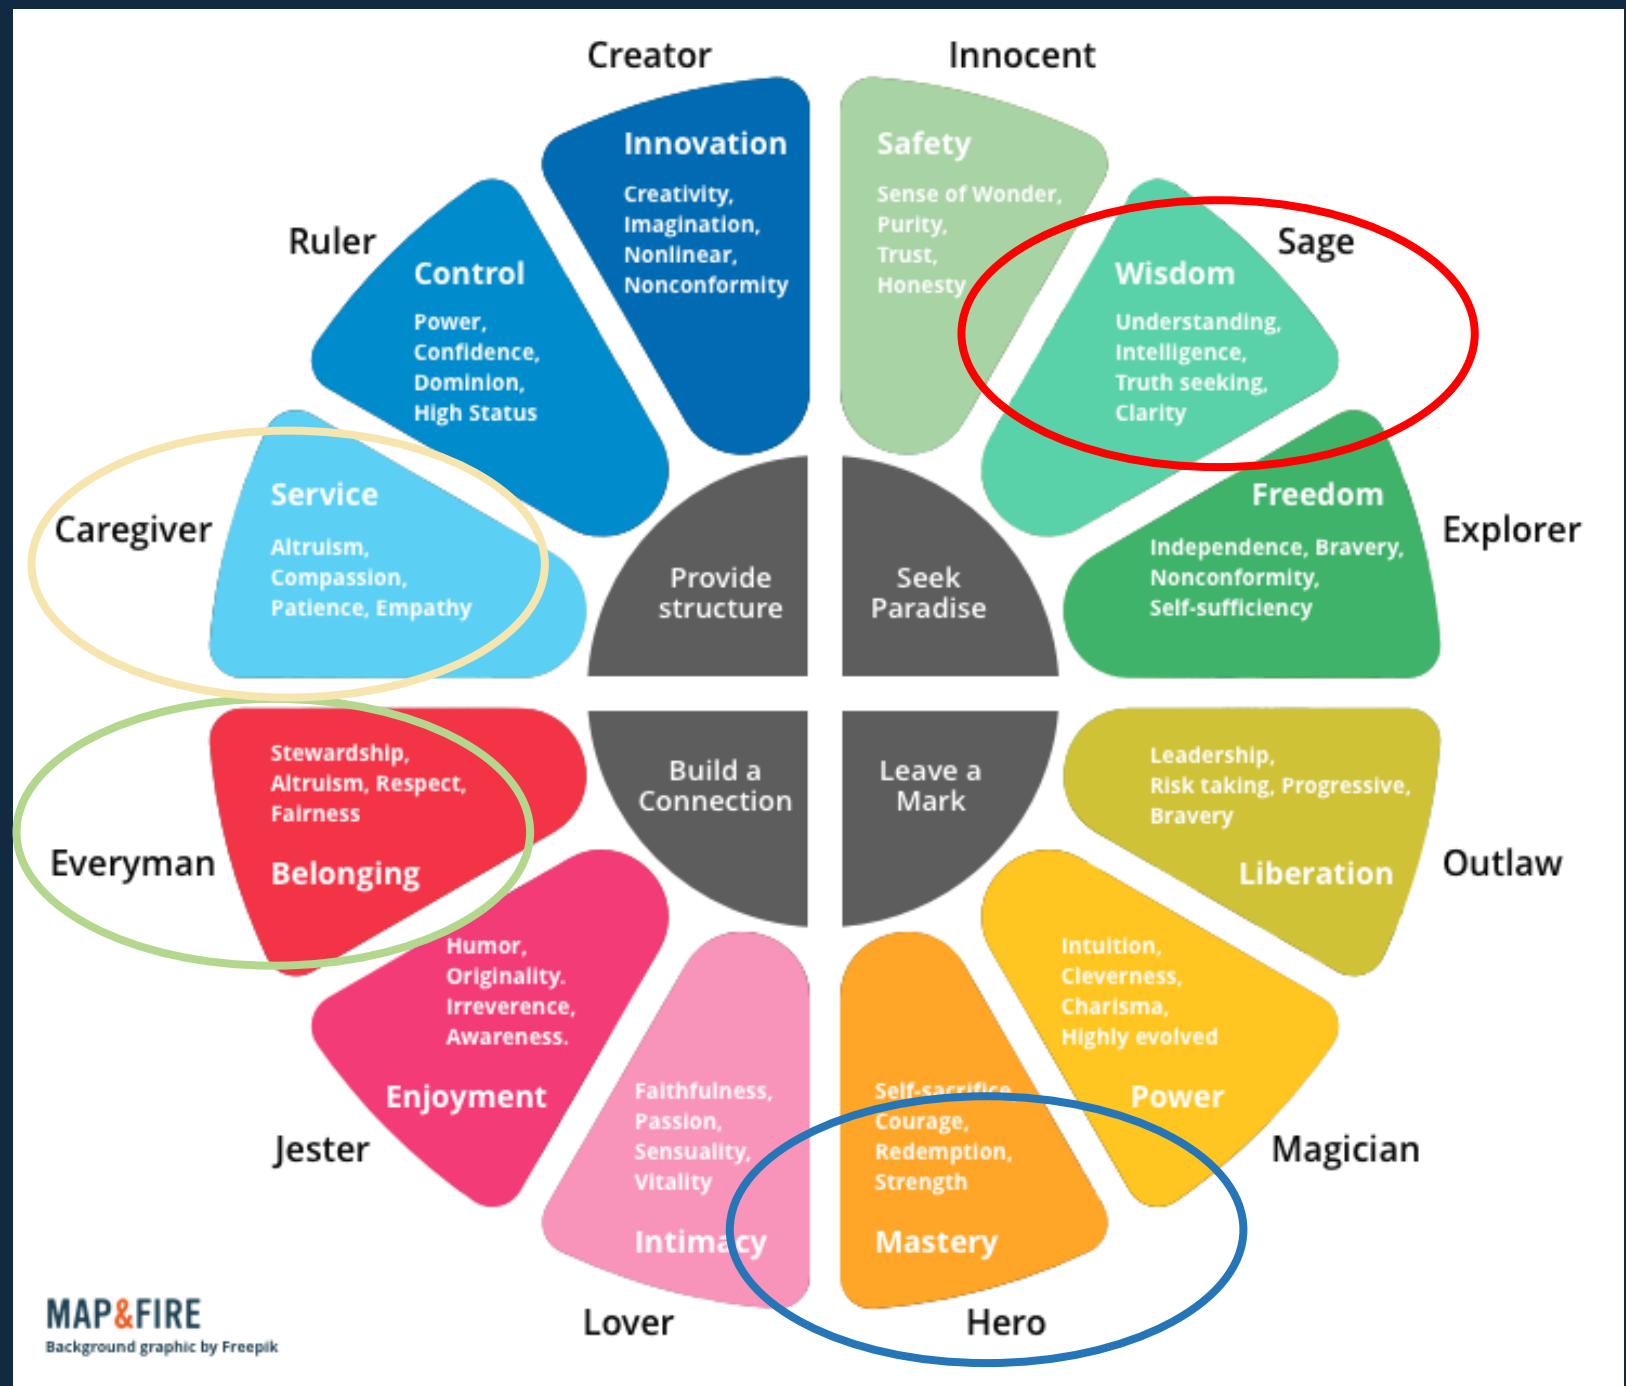 Creator
Innocent
Innovation
Creativity,
Imagination,
Nonlinear,
Nonconformity
Safety
Sense of Wonder,
Purity,
Trust,
Honesty
Ruler
Control
Power,
Confidence,
Dominion,
High Status
Sage
Wisdom
Understanding,
Intelligence,
Truth seeking,
Clarity
Caregiver
Service
Altruism,
Compassion,
Patience, Empathy
Explorer
Freedom
Independence, Bravery,
Nonconformity,
Self-sufficiency
Provide
structure
Seek
Paradise
Build a
Connection
Leave a
Mark
Everyman
Stewardship,
Altruism, Respect,
Fairness
Belonging
Outlaw
Leadership,
Risk taking, Progressive,
Bravery
Liberation
Jester
Humor,
Originality.
Irreverence,
Awareness.
Enjoyment
Magician
Intuition,
Cleverness,
Charisma,
Highly evolved
Power
Lover
Faithfulness,
Passion,
Sensuality,
Vitality
Intimacy
Hero
Self-sacrifice
Courage,
Redemption,
Strength
Mastery
MAP&FIRE
Background graphic by Freepik